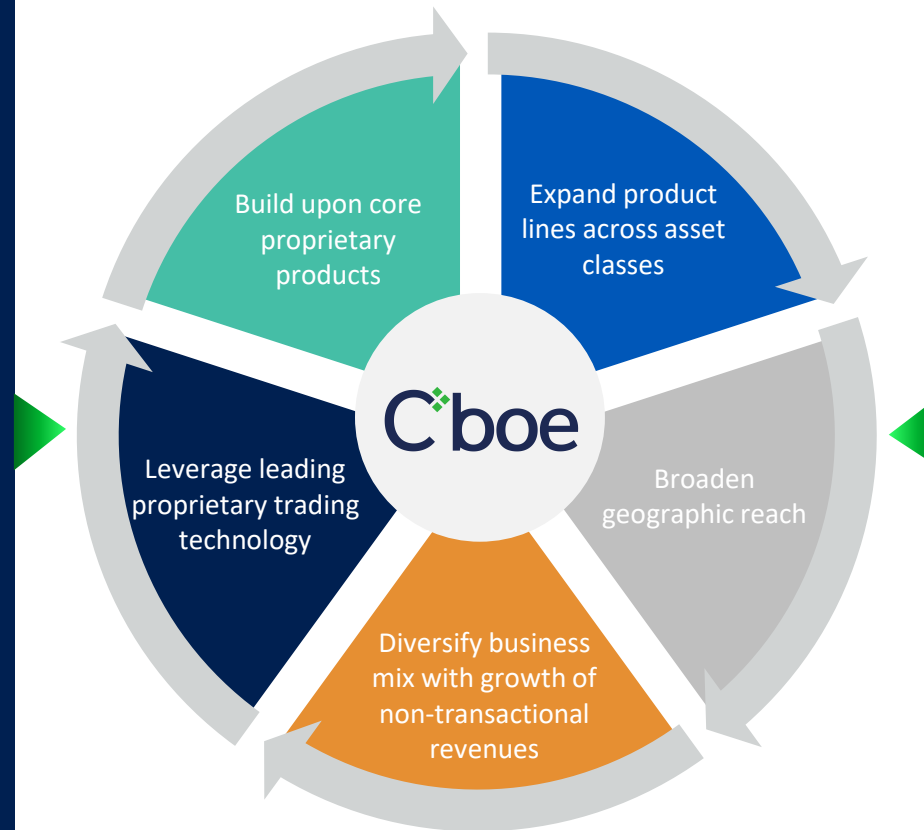 Build upon core
proprietary
products
Expand product
lines across asset
classes
Cboe
Leverage leading
proprietary trading
technology
Broaden
geographic reach
Diversify business
mix with growth of
non-transactional
revenues